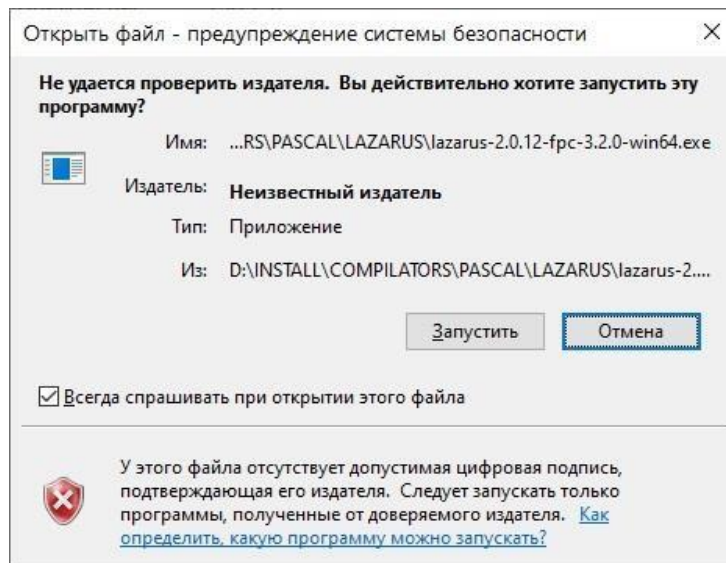 Открыть файл - предупреждение системы безопасности
Не удается проверить издателя. Вы действительно хотите запустить эту
программу?
Имя: ...RS\PASCAL\LAZARUS\lazarus-2.0.12-fpc-3.2.0-win64.exe
Издатель: Неизвестный издатель
Тип: Приложение
Из: D:\INSTALL\COMPILATORS\PASCAL\LAZARUS\lazarus-2....
Запустить Отмена
Всегда спрашивать при открытии этого файла
У этого файла отсутствует допустимая цифровая подпись,
подтверждающая его издателя. Следует запускать только
программы, полученные от доверяемого издателя. Как
определить, какую программу можно запускать?